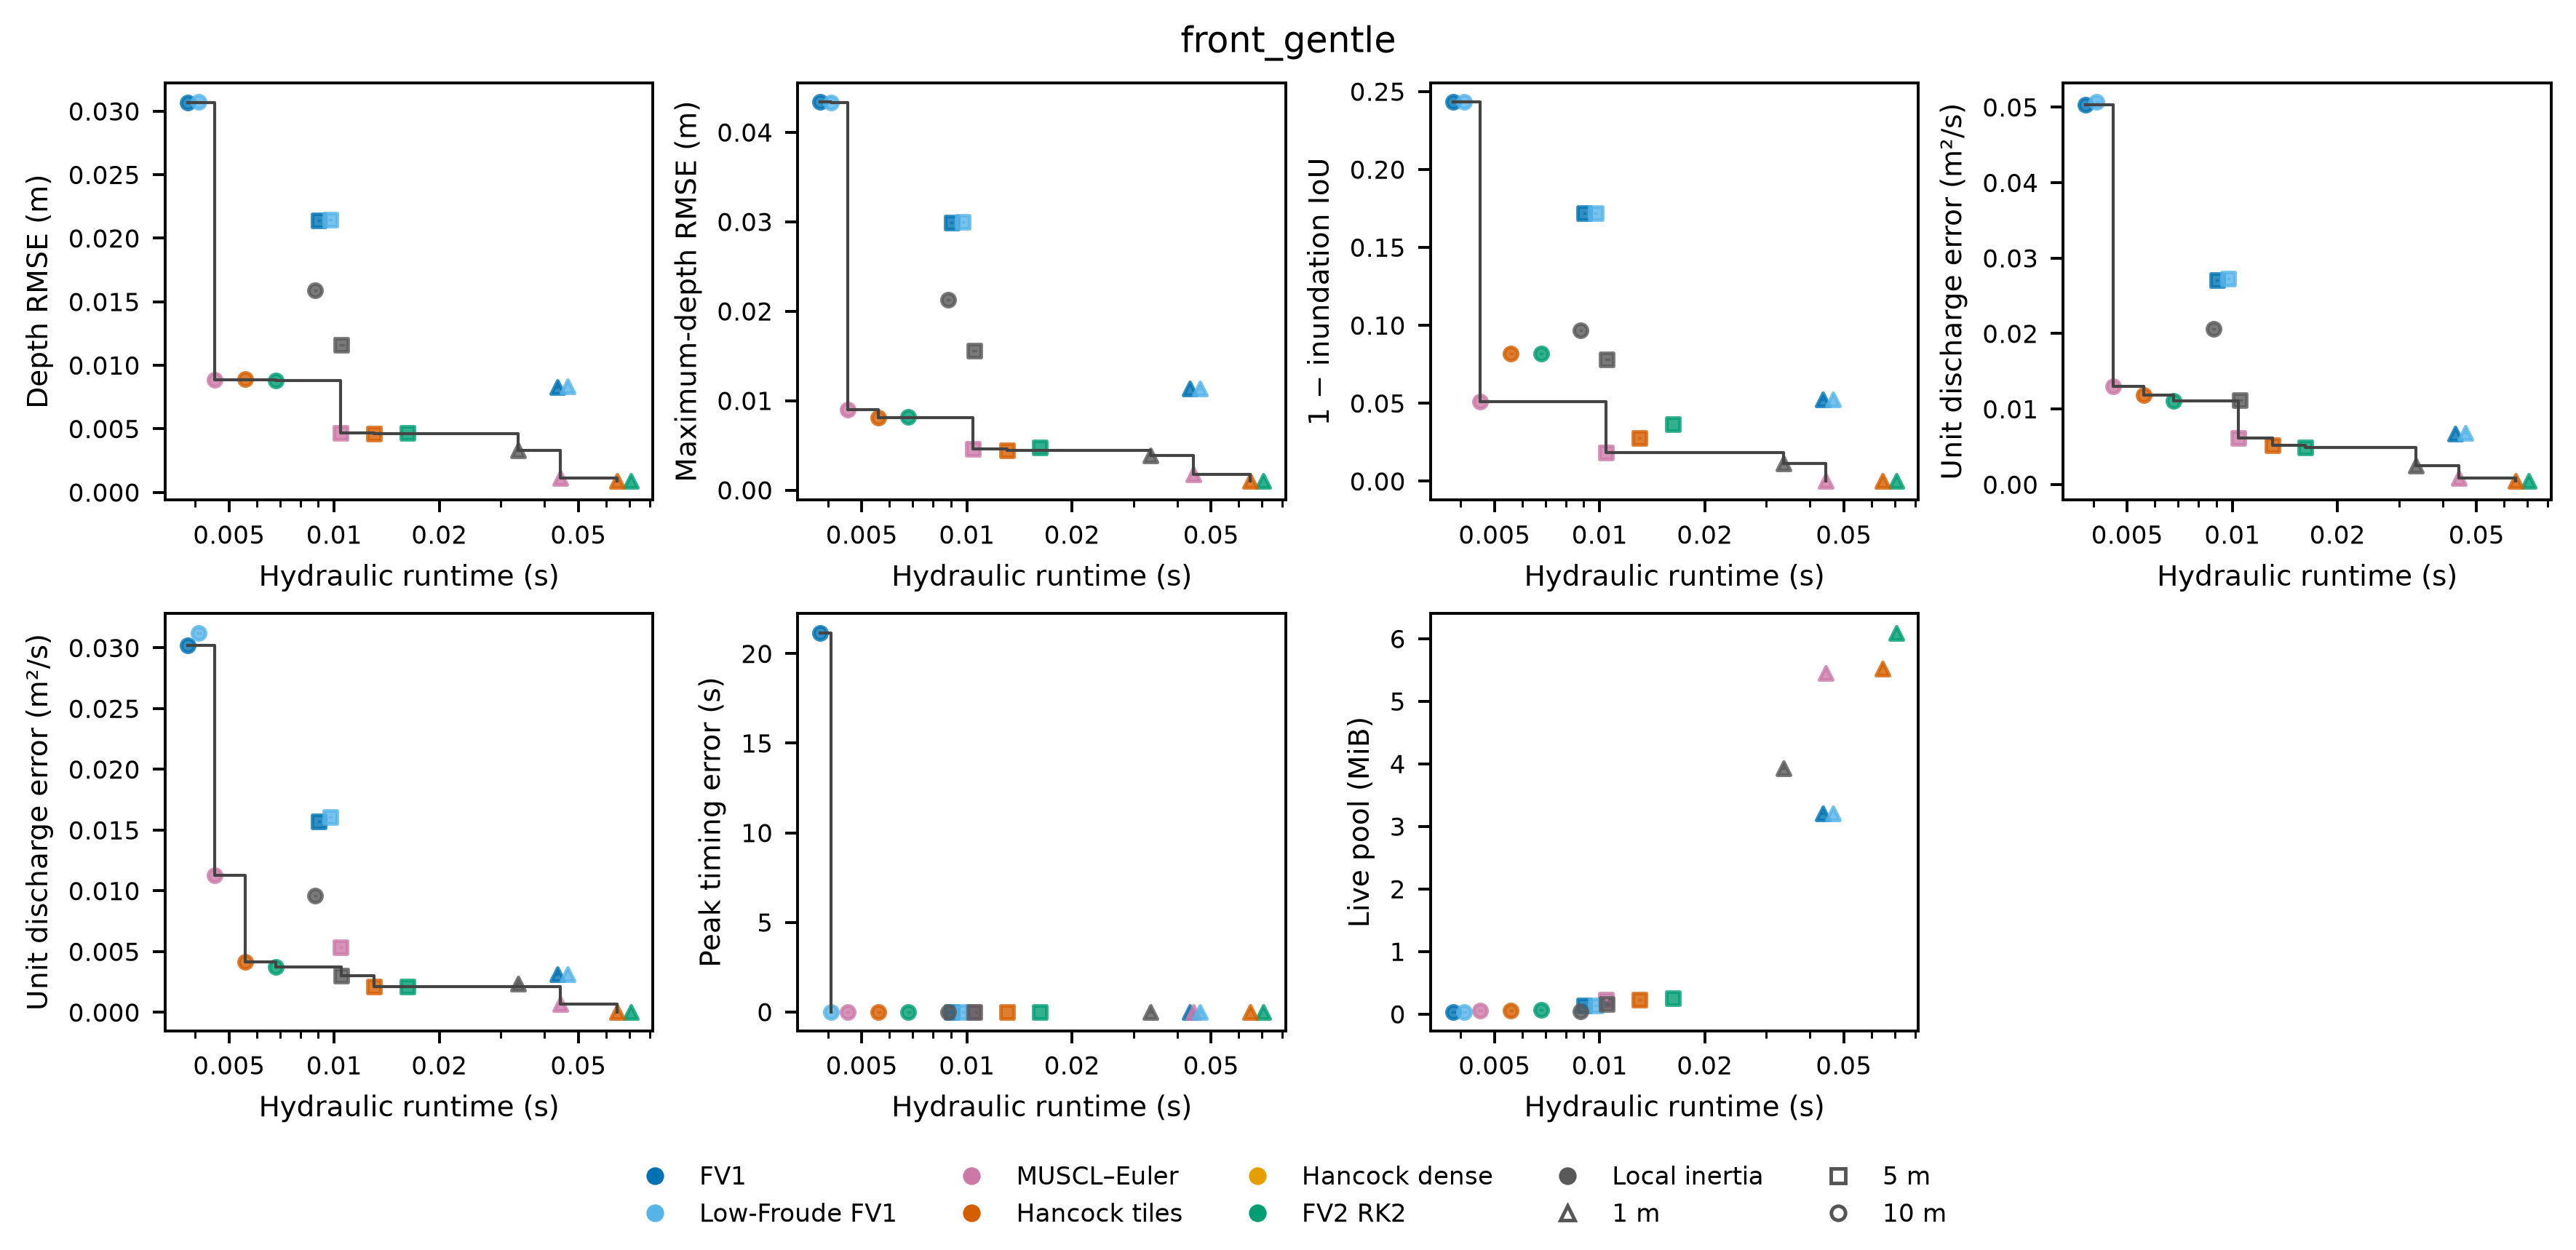 front_gentle
Depth RMSE (m)
0.030
0.025
0.020
0.015
0.010
0.005
0.000
0.005 0.01 0.02 0.05
Hydraulic runtime (s)
Maximum-depth RMSE (m)
0.04
0.03
0.02
0.01
0.00
0.005 0.01 0.02 0.05
Hydraulic runtime (s)
1 − inundation IoU
0.25
0.20
0.15
0.10
0.05
0.00
0.005 0.01 0.02 0.05
Hydraulic runtime (s)
Unit discharge error (m²/s)
0.05
0.04
0.03
0.02
0.01
0.00
0.005 0.01 0.02 0.05
Hydraulic runtime (s)
Unit discharge error (m²/s)
0.030
0.025
0.020
0.015
0.010
0.005
0.000
0.005 0.01 0.02 0.05
Hydraulic runtime (s)
Peak timing error (s)
20
15
10
5
0
0.005 0.01 0.02 0.05
Hydraulic runtime (s)
Live pool (MiB)
6
5
4
3
2
1
0
0.005 0.01 0.02 0.05
Hydraulic runtime (s)
FV1 MUSCL–Euler Hancock dense Local inertia 5 m
Low-Froude FV1 Hancock tiles FV2 RK2 1 m 10 m